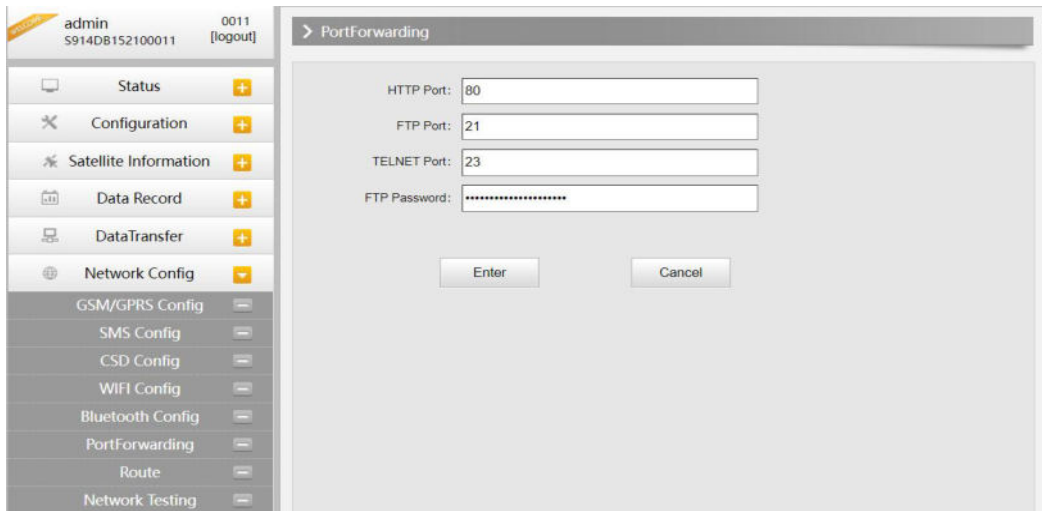 WELCOME
admin
0011
S914DB152100011
[logout]
Status
Configuration
Satellite Information
Data Record
DataTransfer
Network Config
GSM/GPRS Config
SMS Config
CSD Config
WIFI Config
Bluetooth Config
PortForwarding
Route
Network Testing
> PortForwarding
HTTP Port: 80
FTP Port: 21
TELNET Port: 23
FTP Password: •••••••••••••••••••••
Enter
Cancel